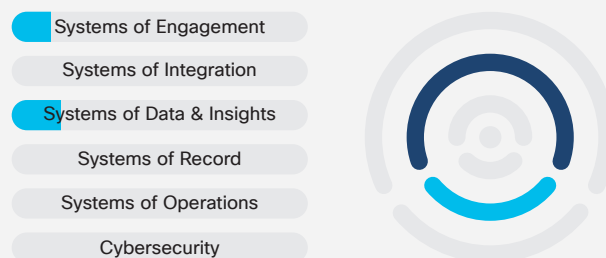 Systems of Engagement
Systems of Integration
Systems of Data & Insights
Systems of Record
Systems of Operations
Cybersecurity